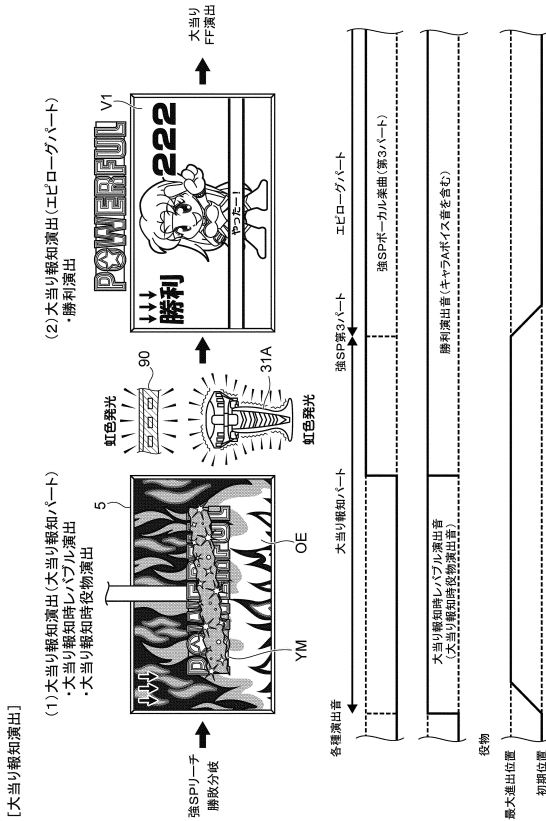 [大当り報知演出]
(1)大当り報知演出(大当り報知パート)
・大当り報知時レバブル演出
・大当り報知時役物演出
強SPリーチ
勝敗分岐
5
↓↓↓
POWERFUL
YM
OE
虹色発光
90
31A
虹色発光
(2)大当り報知演出(エピローグパート)
・勝利演出
POWERFUL
V1
↓↓↓
勝利
222
やったー!
大当り
FF演出
大当り報知パート
強SP第3パート
エピローグパート
各種演出音
強SPボーカル楽曲(第3パート)
大当り報知時レバブル演出音
(大当り報知時役物演出音)
勝利演出音(キャラAボイス音を含む)
役物
最大進出位置
初期位置